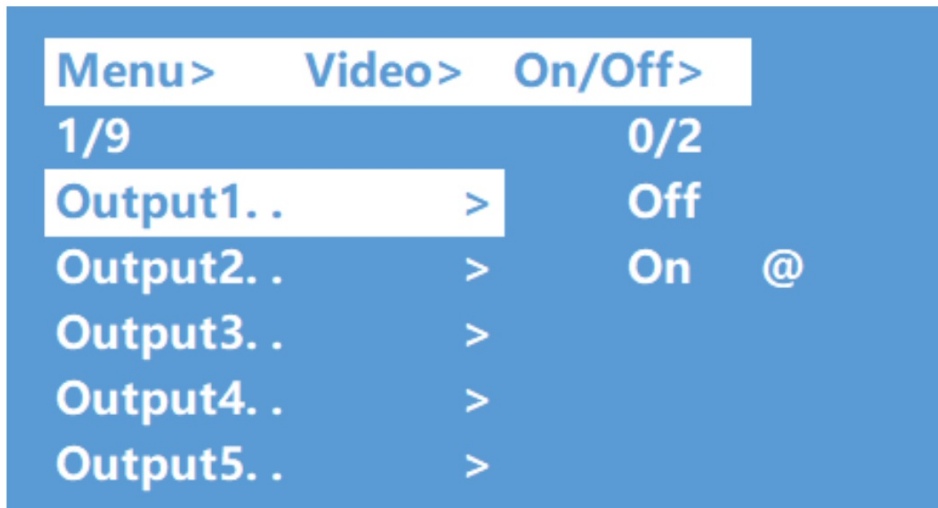 Menu> Video> On/Off>
1/9 0/2
Output1. . > Off
Output2. . > On @
Output3. . >
Output4. . >
Output5. . >